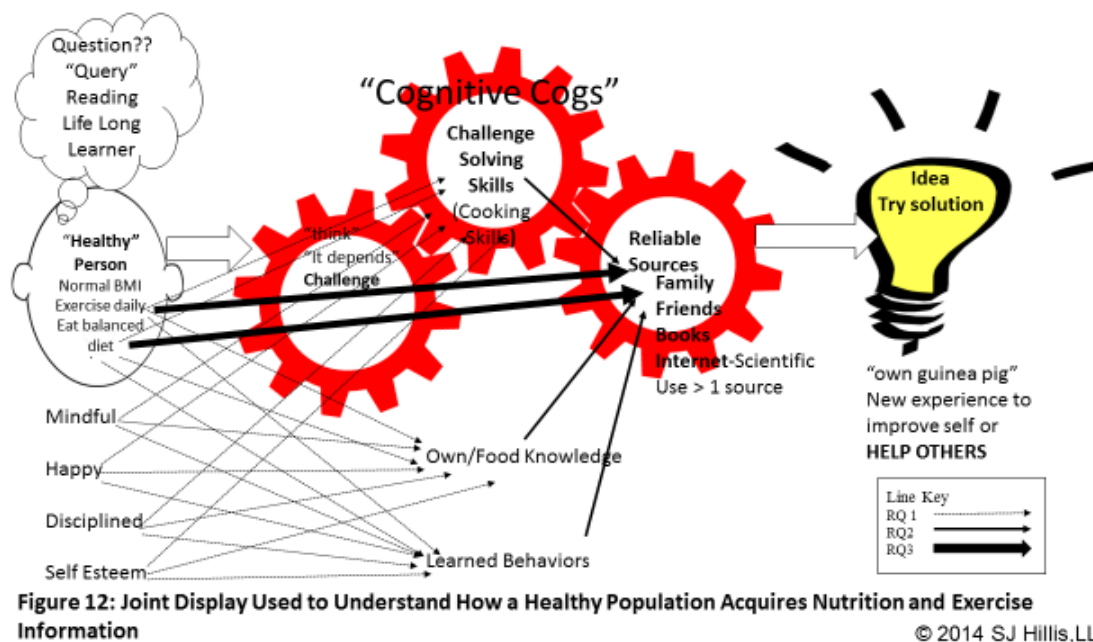 Question??
“Query”
Reading
Life Long
Learner
“Healthy”
Person
Normal BMI
Exercise daily
Eat balanced
diet
Mindful
Happy
Disciplined
Self Esteem
“Cognitive Cogs”
“think”
“It depends”
Challenge
Challenge
Solving
Skills
(Cooking
Skills)
Reliable
Sources
Family
Friends
Books
Internet-Scientific
Use > 1 source
Own/Food Knowledge
Learned Behaviors
Idea
Try solution
“own guinea pig”
New experience to
improve self or
HELP OTHERS
Line Key
RQ 1
RQ2
RQ3
Figure 12: Joint Display Used to Understand How a Healthy Population Acquires Nutrition and Exercise
Information
© 2014 SJ Hillis.LL